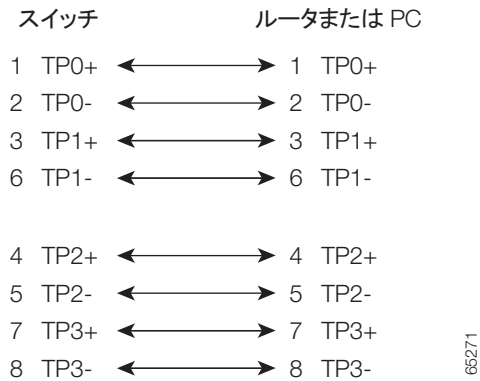 スイッチ ルータまたは PC
1 TP0+ 1 TP0+
2 TP0- 2 TP0-
3 TP1+ 3 TP1+
6 TP1- 6 TP1-
4 TP2+ 4 TP2+
5 TP2- 5 TP2-
7 TP3+ 7 TP3+
8 TP3- 8 TP3-
65271